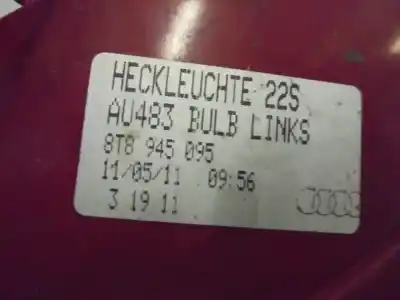 HECKLEUCHTE 22S
AU483 BULB LINKS
8T8 945 095
11/05/11 09:56
3 19 11